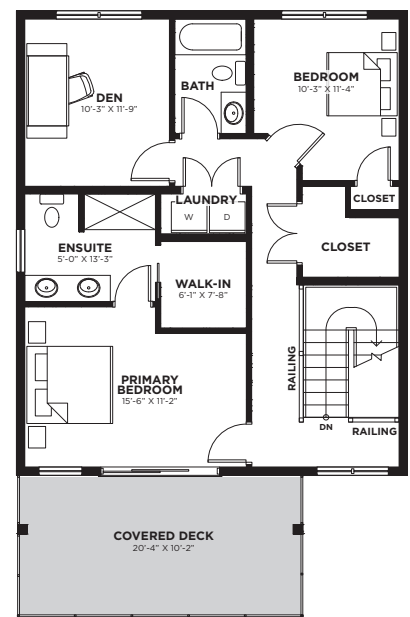 DEN
10'-3" X 11'-9"
BATH
BEDROOM
10'-3" X 11'-4"
LAUNDRY
W
D
CLOSET
CLOSET
ENSUITE
5'-0" X 13'-3"
WALK-IN
6'-1" X 7'-8"
PRIMARY
BEDROOM
15'-6" X 11'-2"
RAILING
DN
RAILING
COVERED DECK
20'-4" X 10'-2"